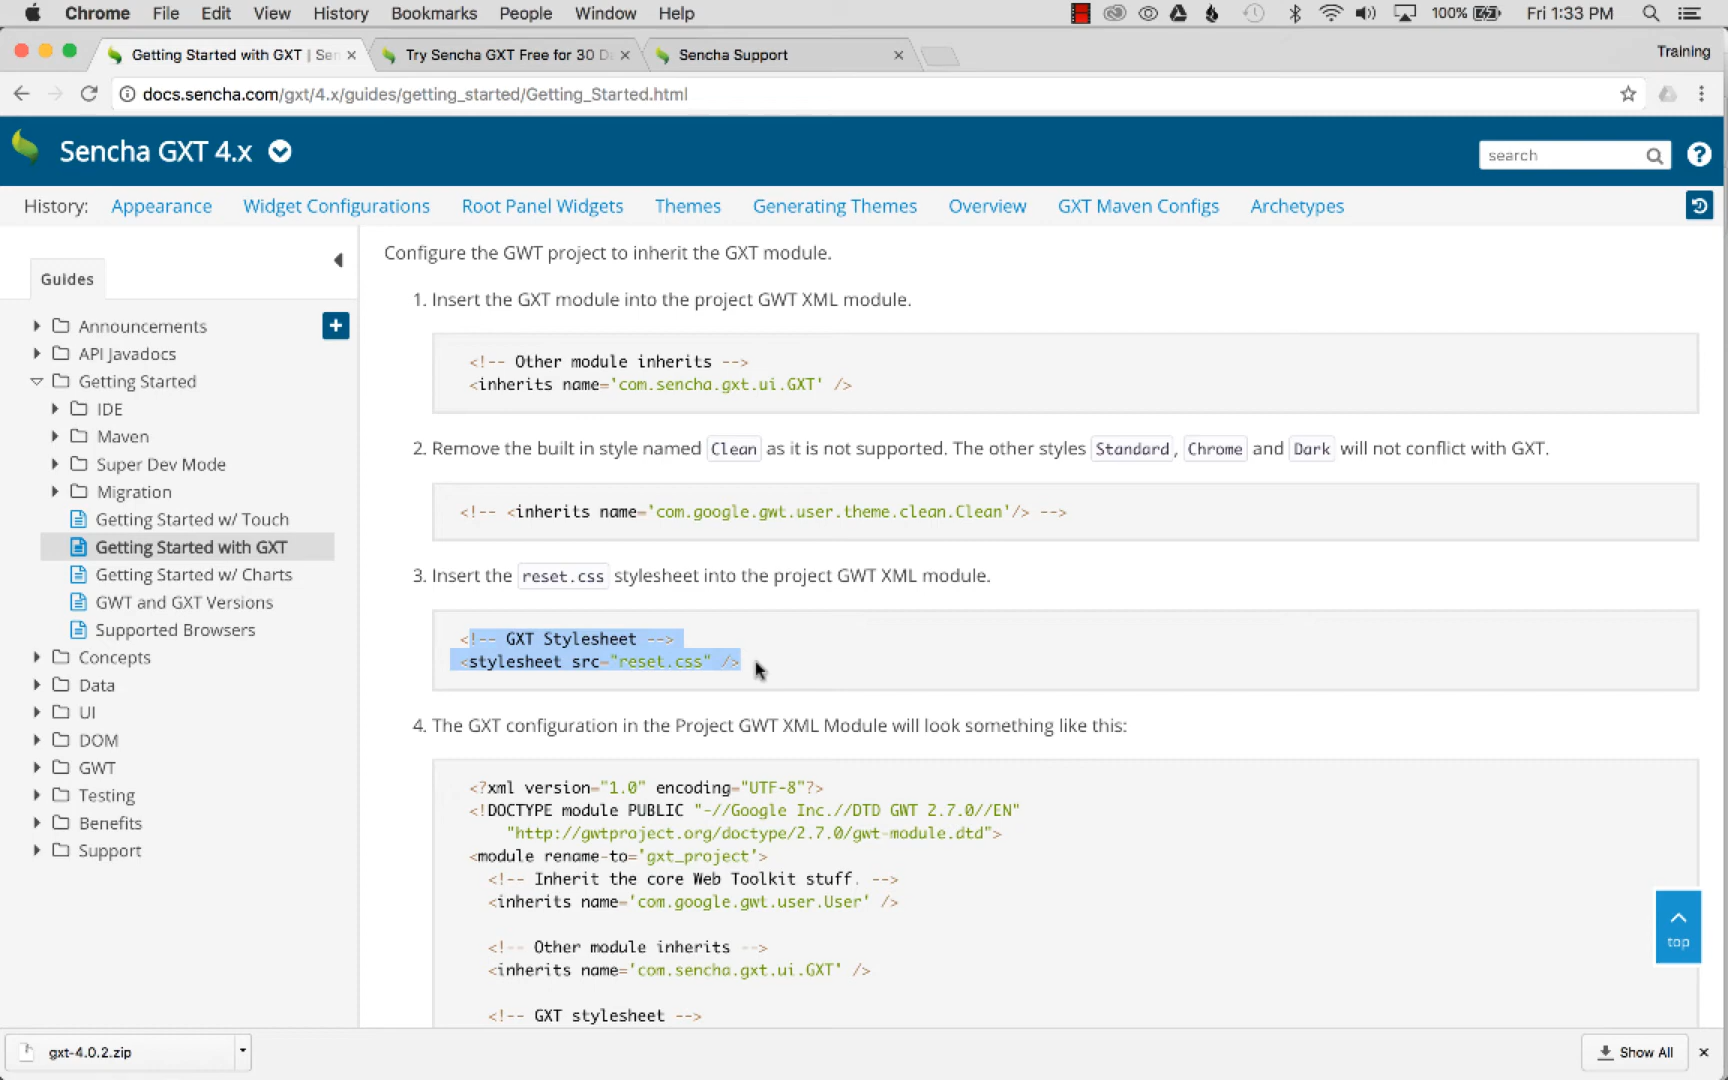 Chrome File Edit View History Bookmarks People Window Help 100% Fri 1:33 PM
Getting Started with GXT | Sen Try Sencha GXT Free for 30 D Sencha Support Training
docs.sencha.com/gxt/4.x/guides/getting_started/Getting_Started.html
Sencha GXT 4.x search ?
History: Appearance Widget Configurations Root Panel Widgets Themes Generating Themes Overview GXT Maven Configs Archetypes
Guides
+
Announcements
API Javadocs
Getting Started
IDE
Maven
Super Dev Mode
Migration
Getting Started w/ Touch
Getting Started with GXT
Getting Started w/ Charts
GWT and GXT Versions
Supported Browsers
Concepts
Data
UI
DOM
GWT
Testing
Benefits
Support
Configure the GWT project to inherit the GXT module.
1. Insert the GXT module into the project GWT XML module.
<!-- Other module inherits -->
<inherits name='com.sencha.gxt.ui.GXT' />
2. Remove the built in style named Clean as it is not supported. The other styles Standard, Chrome and Dark will not conflict with GXT.
<!-- <inherits name='com.google.gwt.user.theme.clean.Clean'/> -->
3. Insert the reset.css stylesheet into the project GWT XML module.
<!-- GXT Stylesheet -->
<stylesheet src="reset.css" />
4. The GXT configuration in the Project GWT XML Module will look something like this:
<?xml version="1.0" encoding="UTF-8"?>
<!DOCTYPE module PUBLIC "-//Google Inc.//DTD GWT 2.7.0//EN"
"http://gwtproject.org/doctype/2.7.0/gwt-module.dtd">
<module rename-to='gxt_project'>
<!-- Inherit the core Web Toolkit stuff. -->
<inherits name='com.google.gwt.user.User' />
<!-- Other module inherits -->
<inherits name='com.sencha.gxt.ui.GXT' />
<!-- GXT stylesheet -->
top
gxt-4.0.2.zip Show All